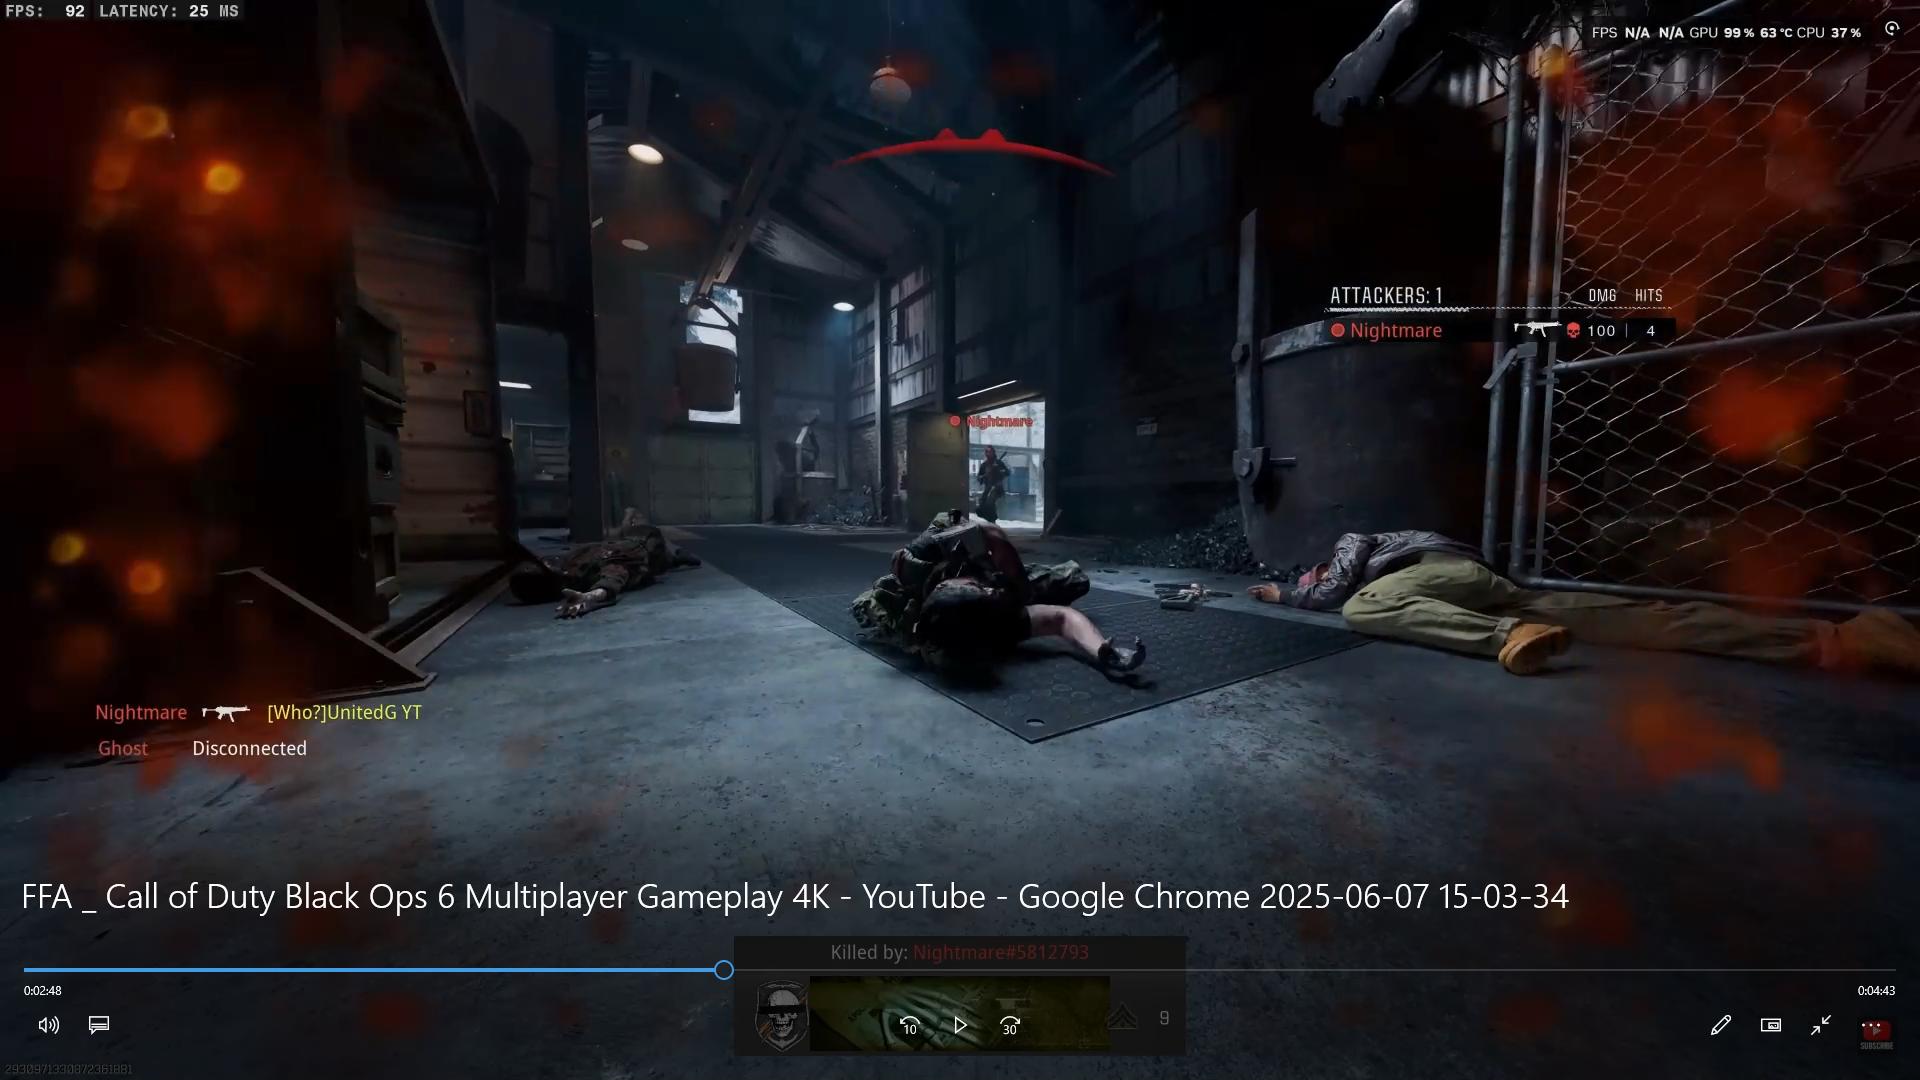 FPS: 92 LATENCY: 25 MS
FPS N/A N/A GPU 99% 63°C CPU 37%
ATTACKERS: 1 DMG HITS
Nightmare 100 | 4
Nightmare
Nightmare [Who?]UnitedG YT
Ghost Disconnected
FFA _ Call of Duty Black Ops 6 Multiplayer Gameplay 4K - YouTube - Google Chrome 2025-06-07 15-03-34
Killed by: Nightmare#5812793
0:02:48
0:04:43
10
30
9
SUBSCRIBE